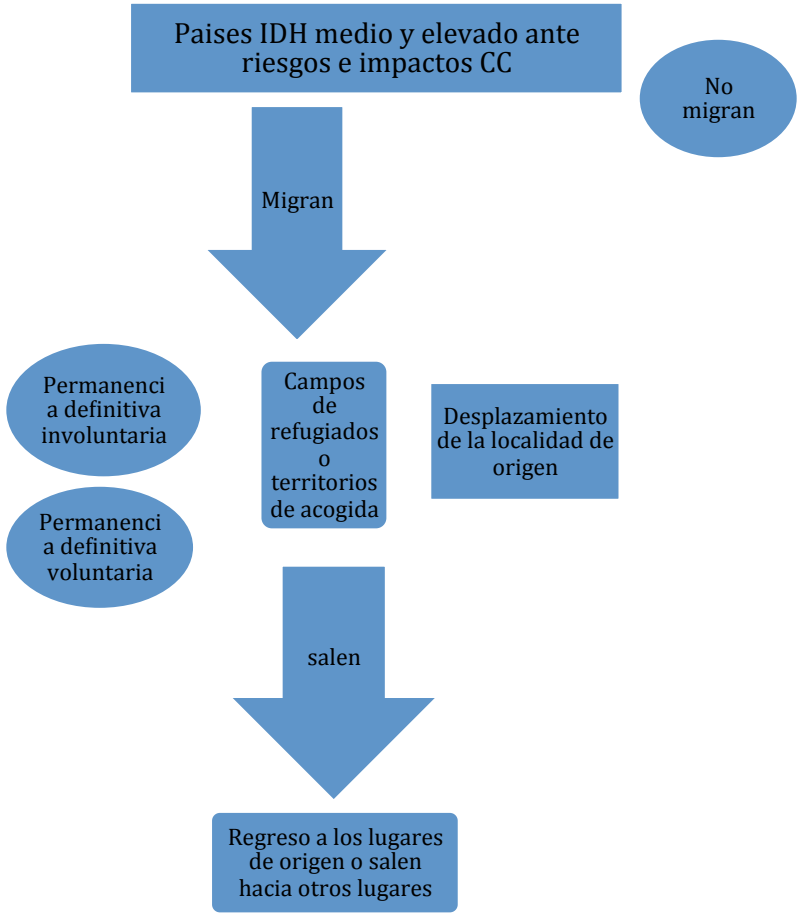 Paises IDH medio y elevado ante
riesgos e impactos CC
No
migran
Migran
Permanenci
a definitiva
involuntaria
Campos
de
refugiados
o
territorios
de acogida
Desplazamiento
de la localidad de
origen
Permanenci
a definitiva
voluntaria
salen
Regreso a los lugares
de origen o salen
hacia otros lugares